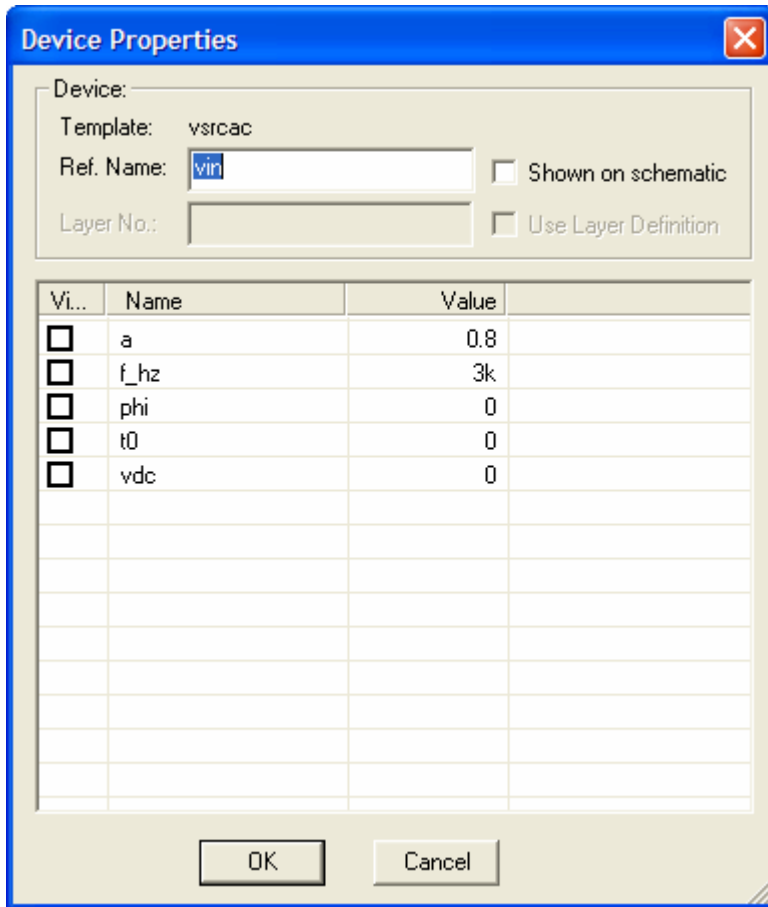 Device Properties
Device:
Template: vsrcac
Ref. Name: vin Shown on schematic
Layer No.: Use Layer Definition
Vi... Name Value
a 0.8
f_hz 3k
phi 0
t0 0
vdc 0
OK Cancel